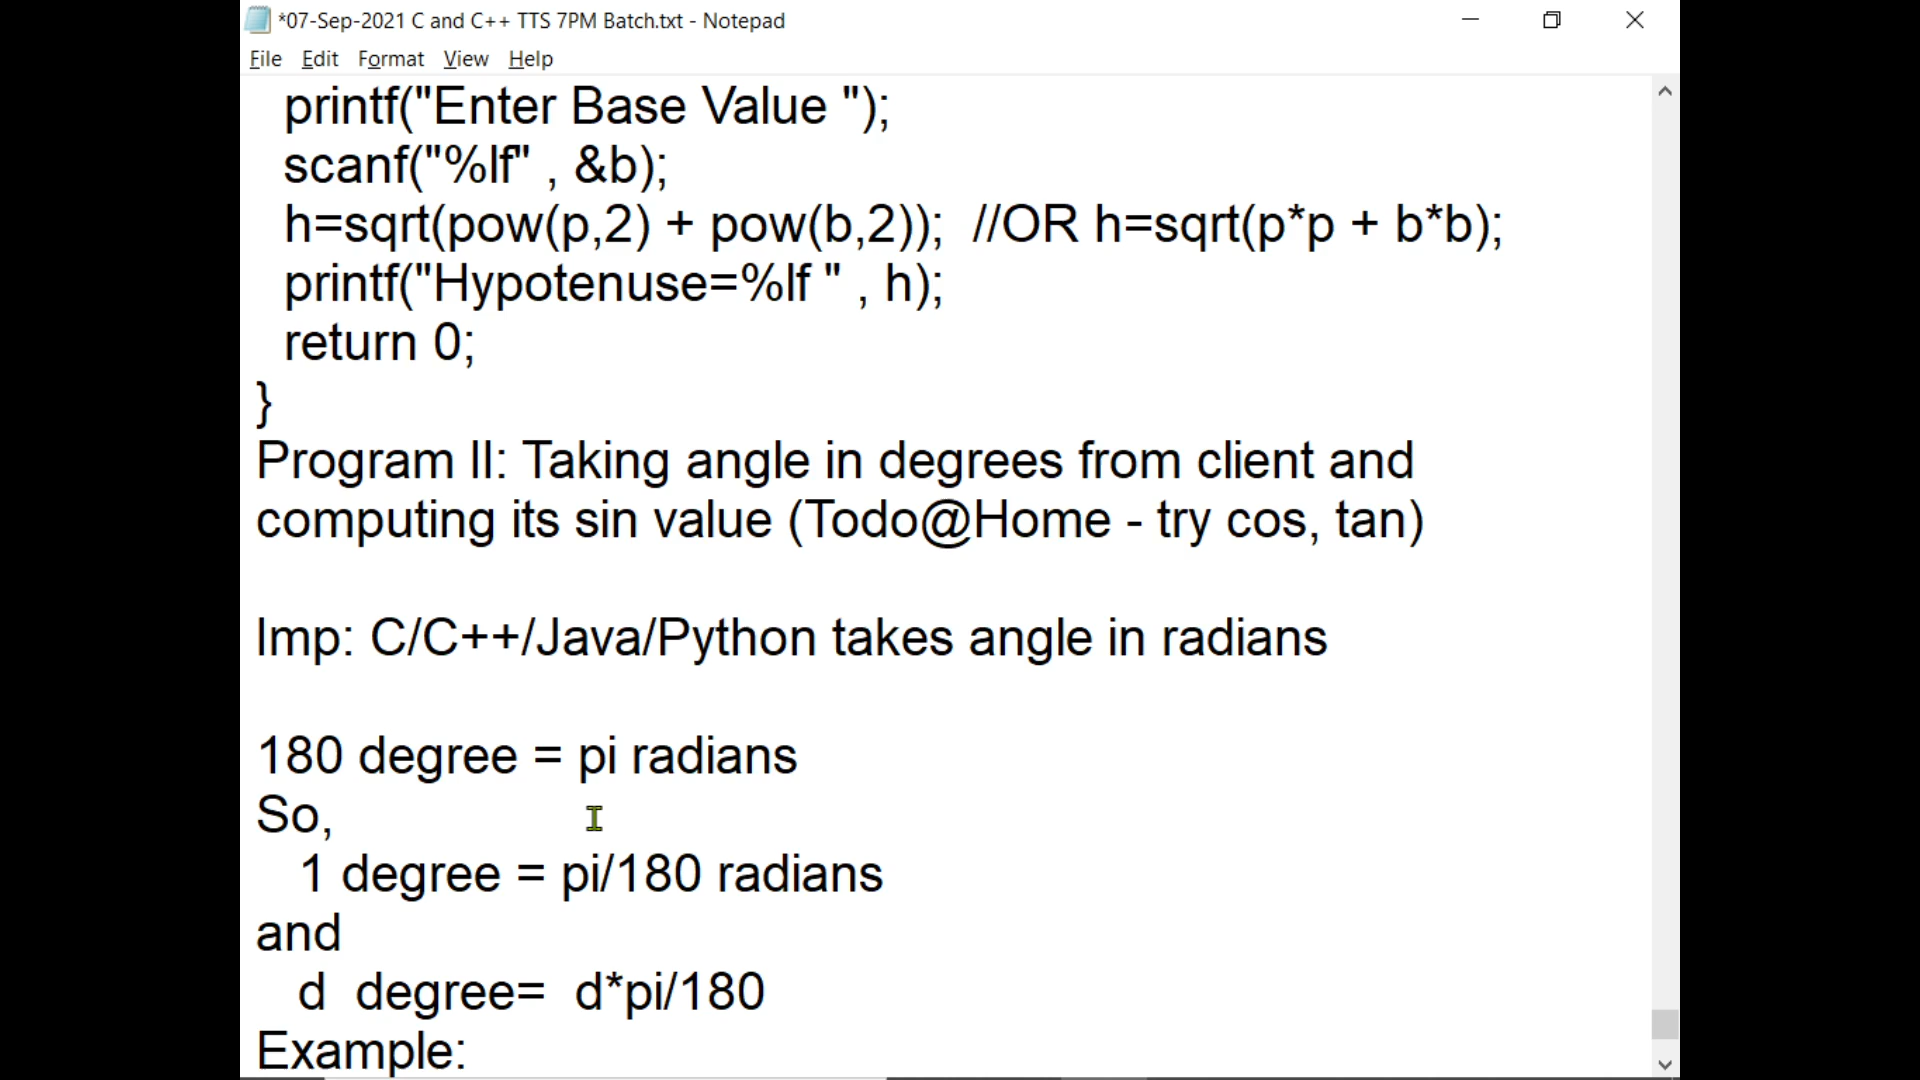 *07-Sep-2021 C and C++ TTS 7PM Batch.txt - Notepad
File Edit Format View Help
printf("Enter Base Value ");
scanf("%lf" , &b);
h=sqrt(pow(p,2) + pow(b,2)); //OR h=sqrt(p*p + b*b);
printf("Hypotenuse=%lf " , h);
return 0;
}
Program II: Taking angle in degrees from client and
computing its sin value (Todo@Home - try cos, tan)
Imp: C/C++/Java/Python takes angle in radians
180 degree = pi radians
So,
1 degree = pi/180 radians
and
d degree= d*pi/180
Example: